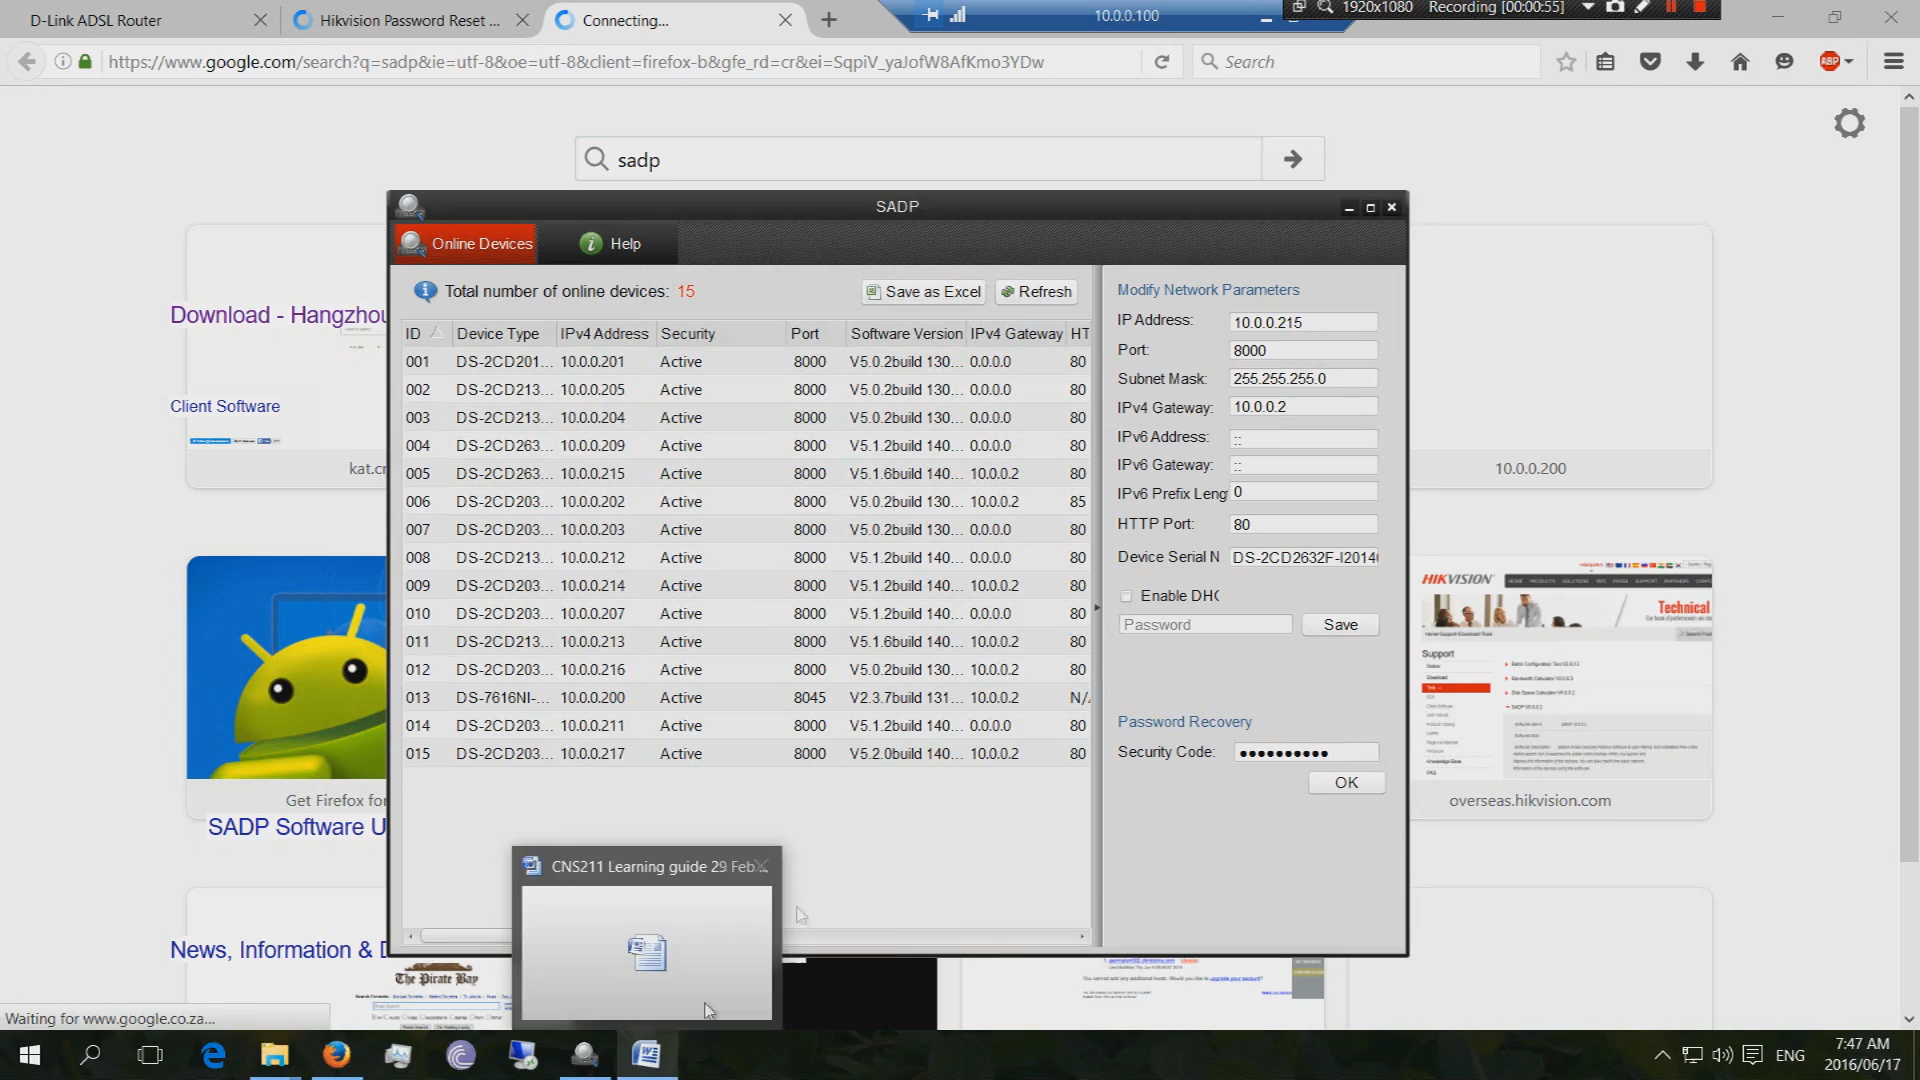 D-Link ADSL Router
Hikvision Password Reset ...
Connecting...
10.0.0.100
1920x1080
Recording [00:00:55]
https://www.google.com/search?q=sadp&ie=utf-8&oe=utf-8&client=firefox-b&gfe_rd=cr&ei=SqpiV_yaJofW8AfKmo3YDw
Search
ABP
sadp
SADP
Online Devices
Help
Total number of online devices: 15
Save as Excel
Refresh
ID Device Type IPv4 Address Security Port Software Version IPv4 Gateway HT
001 DS-2CD201... 10.0.0.201 Active 8000 V5.0.2build 130... 0.0.0.0 80
002 DS-2CD213... 10.0.0.205 Active 8000 V5.0.2build 130... 0.0.0.0 80
003 DS-2CD213... 10.0.0.204 Active 8000 V5.0.2build 130... 0.0.0.0 80
004 DS-2CD263... 10.0.0.209 Active 8000 V5.1.2build 140... 0.0.0.0 80
005 DS-2CD263... 10.0.0.215 Active 8000 V5.1.6build 140... 10.0.0.2 80
006 DS-2CD203... 10.0.0.202 Active 8000 V5.0.2build 130... 10.0.0.2 85
007 DS-2CD203... 10.0.0.203 Active 8000 V5.0.2build 130... 0.0.0.0 80
008 DS-2CD213... 10.0.0.212 Active 8000 V5.1.2build 140... 0.0.0.0 80
009 DS-2CD203... 10.0.0.214 Active 8000 V5.1.2build 140... 10.0.0.2 80
010 DS-2CD203... 10.0.0.207 Active 8000 V5.1.2build 140... 0.0.0.0 80
011 DS-2CD213... 10.0.0.213 Active 8000 V5.1.6build 140... 10.0.0.2 80
012 DS-2CD203... 10.0.0.216 Active 8000 V5.0.2build 130... 10.0.0.2 80
013 DS-7616NI-... 10.0.0.200 Active 8045 V2.3.7build 131... 10.0.0.2 N/
014 DS-2CD203... 10.0.0.211 Active 8000 V5.1.2build 140... 0.0.0.0 80
015 DS-2CD203... 10.0.0.217 Active 8000 V5.2.0build 140... 10.0.0.2 80
Modify Network Parameters
IP Address: 10.0.0.215
Port: 8000
Subnet Mask: 255.255.255.0
IPv4 Gateway: 10.0.0.2
IPv6 Address: ::
IPv6 Gateway: ::
IPv6 Prefix Leng 0
HTTP Port: 80
Device Serial N DS-2CD2632F-I2014
Enable DHC
Password
Save
Password Recovery
Security Code: ●●●●●●●●●●
OK
Download - Hangzhou
Client Software
kat.cr
Get Firefox for
SADP Software U
News, Information & D
The Pirate Bay
10.0.0.200
HIKVISION
Technical
Support
overseas.hikvision.com
CNS211 Learning guide 29 Feb...
Waiting for www.google.co.za...
ENG
7:47 AM
2016/06/17